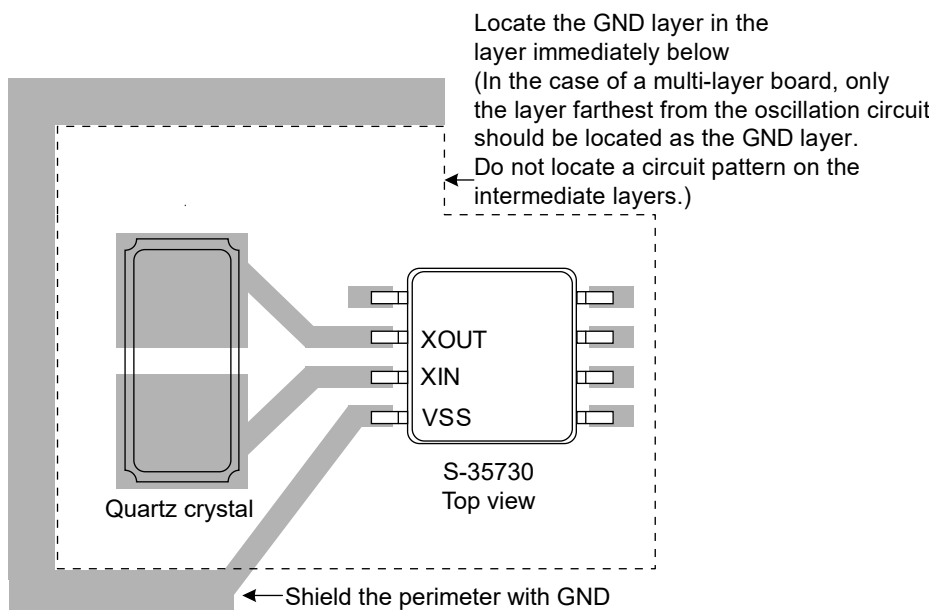 Locate the GND layer in the
layer immediately below
(In the case of a multi-layer board, only
the layer farthest from the oscillation circuit
should be located as the GND layer.
Do not locate a circuit pattern on the
intermediate layers.)
XOUT
XIN
VSS
S-35730
Top view
Quartz crystal
Shield the perimeter with GND